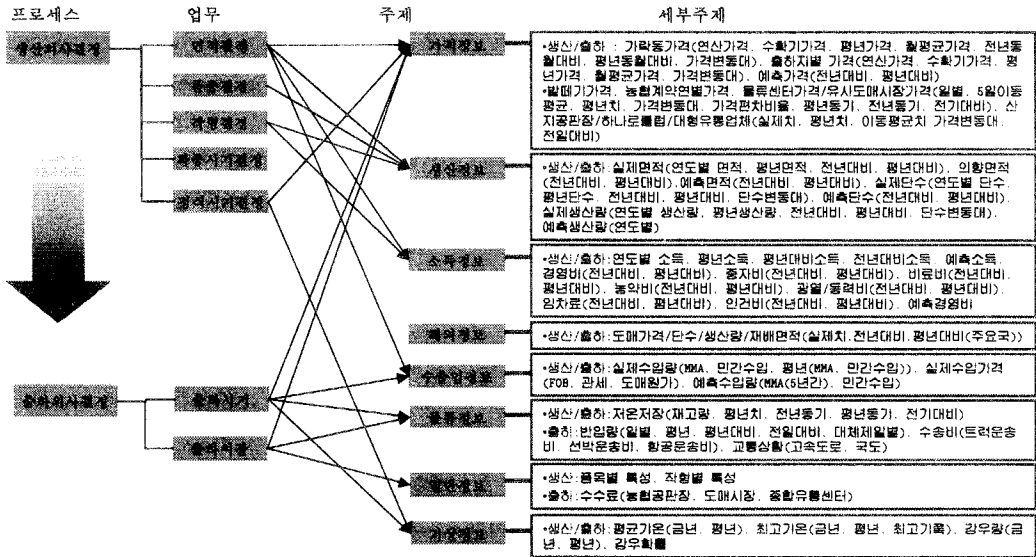 프로세스
업무
주제
세부주제
생산의사결정
면적결정
품종결정
작형결정
파종시기결정
출하의사결정
출하시기
가격정보
생산정보
소득정보
해외정보
수출입정보
물류정보
일반정보
기상정보
•생산/출하 : 가락동가격(연산가격, 수확기가격, 평년가격, 월평균가격, 전년동
월대비, 평년동월대비, 가격변동대), 출하자별 가격(연산가격, 수확기가격, 평
년가격, 월평균가격, 가격변동대), 예측가격(전년대비, 평년대비)
•밭떼기가격, 농협계약연별가격, 물류센터가격/유사도매시장가격(일별, 5일이동
평균, 평년치, 가격변동대, 가격편차비율, 평년동기, 전년동기, 전기대비), 산
지공판장/하나로클럽/대형유통업체(실제치, 평년치, 이동평균치 가격변동대,
전일대비)
•생산/출하:실제면적(연도별 면적, 평년면적, 전년대비, 평년대비), 의향면적
(전년대비, 평년대비),예측면적(전년대비, 평년대비), 실제단수(연도별 단수,
평년단수, 전년대비, 평년대비, 단수변동대), 예측단수(전년대비, 평년대비),
실제생산량(연도별 생산량, 평년생산량, 전년대비, 평년대비, 단수변동대),
예측생산량(연도별)
•생산/출하:연도별 소득, 평년소득, 평년대비소득, 전년대비소득, 예측소득,
경영비(전년대비, 평년대비), 종자비(전년대비, 평년대비), 비료비(전년대비,
평년대비), 농약비(전년대비, 평년대비), 광열/동력비(전년대비, 평년대비),
임차료(전년대비, 평년대비), 인건비(전년대비, 평년대비), 예측경영비
•생산/출하:도매가격/단수/생산량/재배면적(실제치,전년대비,평년대비(주요국))
•생산/출하:실제수입량(MMA, 민간수입, 평년(MMA, 민간수입)), 실제수입가격
(FOB, 관세, 도매원가), 예측수입량(MMA(5년간), 민간수입)
•생산/출하:저온저장(재고량, 평년치, 전년동기, 평년동기, 전기대비)
•출하:반입량(일별, 평년, 평년대비, 전일대비, 대체제일별), 수송비(트럭운송
비, 선박운송비, 항공운송비), 교통상황(고속도로, 국도)
•생산:품목별 특성, 작형별 특성
•출하:수수료(농협공판장, 도매시장, 종합유통센터)
•생산/출하:평균기온(금년, 평년), 최고기온(금년, 평년, 최고기록), 강우량(금
년, 평년), 강우확률